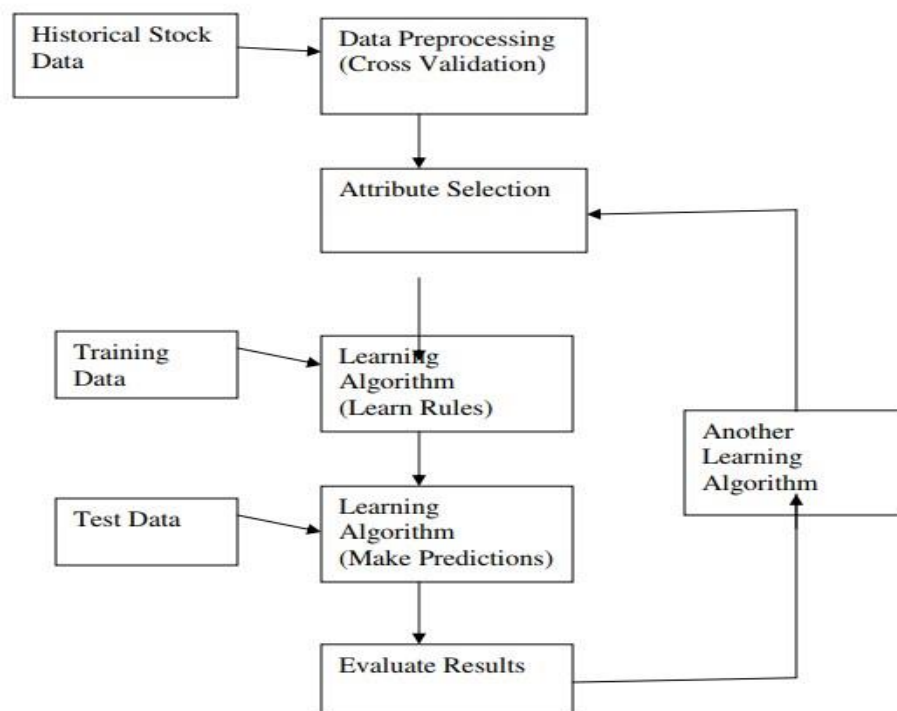 Historical Stock
Data
Data Preprocessing
(Cross Validation)
Attribute Selection
Training
Data
Learning
Algorithm
(Learn Rules)
Another
Learning
Algorithm
Test Data
Learning
Algorithm
(Make Predictions)
Evaluate Results